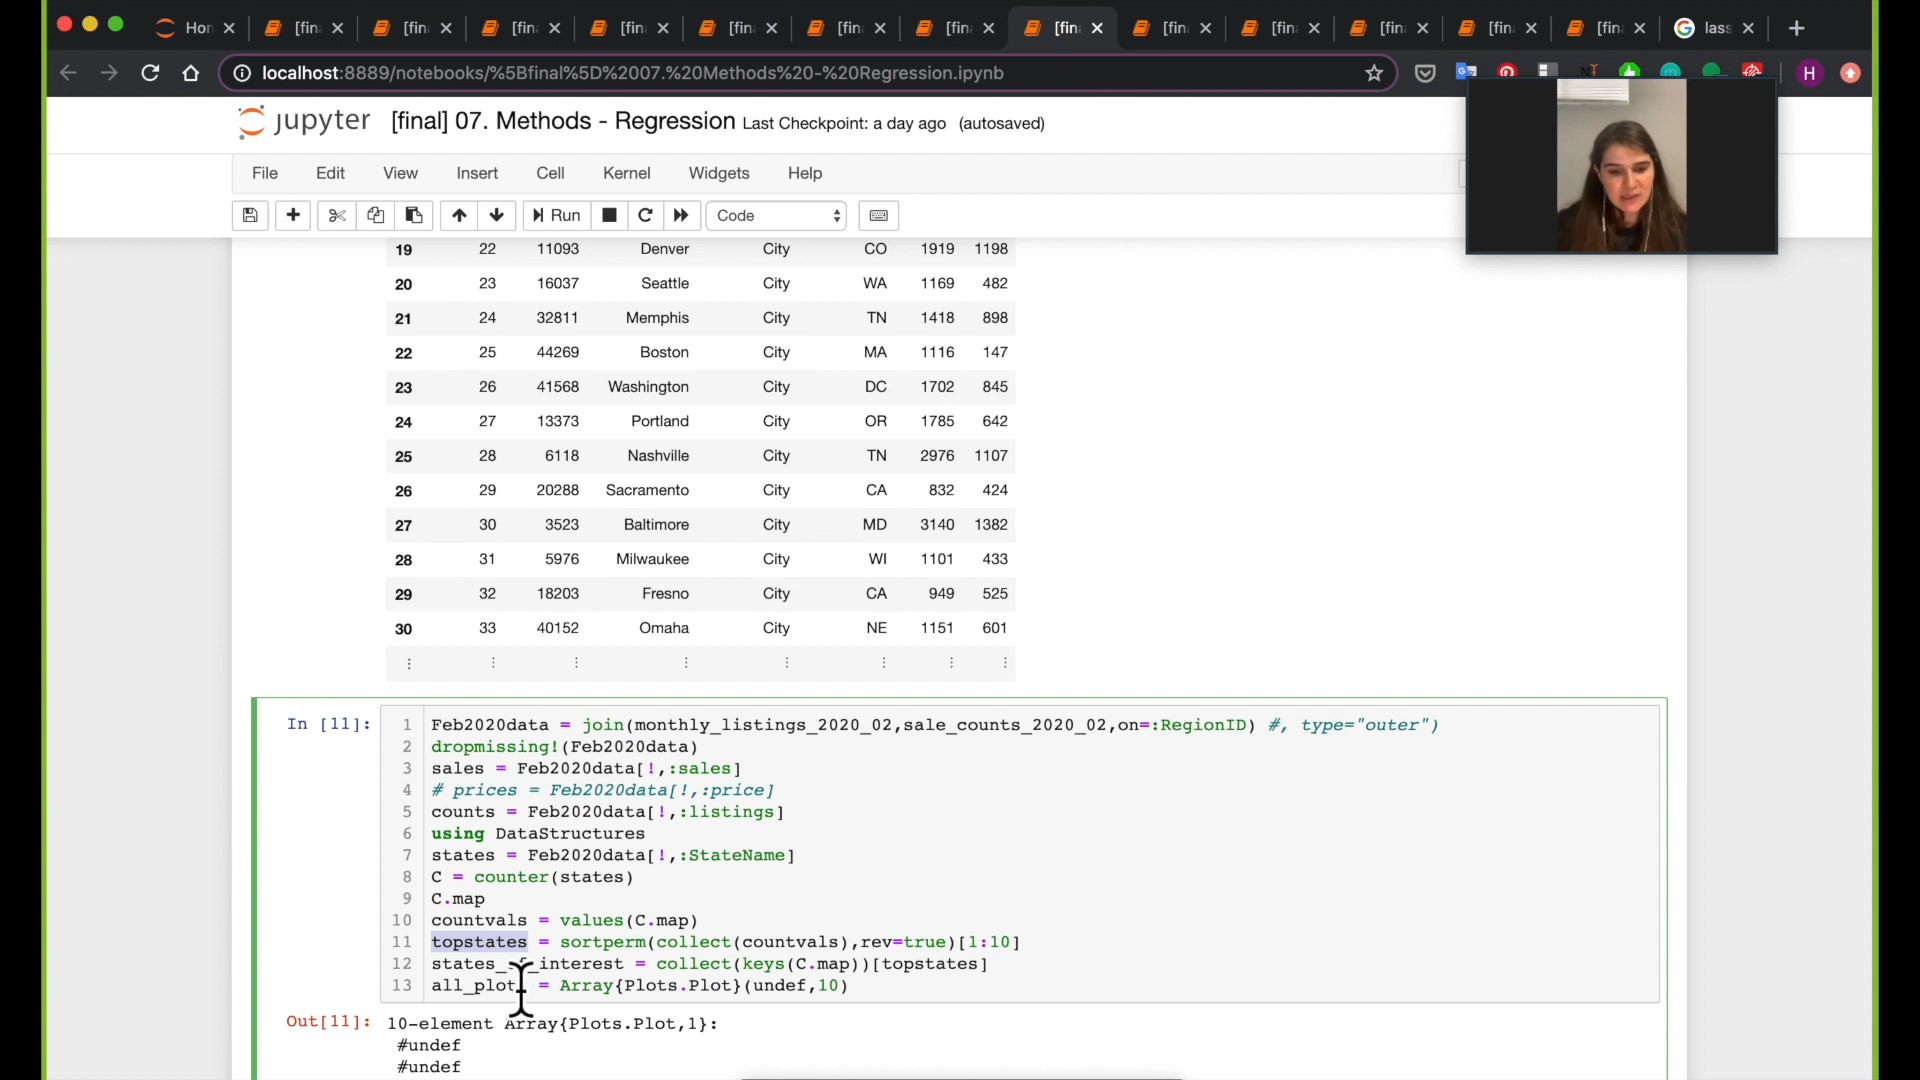 Hor
[fin
[fin
[fin
[fin
[fin
[fin
[fin
[fin
[fin
[fin
[fin
[fin
[fin
lass
localhost:8889/notebooks/%5Bfinal%5D%2007.%20Methods%20-%20Regression.ipynb
H
jupyter [final] 07. Methods - Regression Last Checkpoint: a day ago (autosaved)
File Edit View Insert Cell Kernel Widgets Help
Run Code
19 22 11093 Denver City CO 1919 1198
20 23 16037 Seattle City WA 1169 482
21 24 32811 Memphis City TN 1418 898
22 25 44269 Boston City MA 1116 147
23 26 41568 Washington City DC 1702 845
24 27 13373 Portland City OR 1785 642
25 28 6118 Nashville City TN 2976 1107
26 29 20288 Sacramento City CA 832 424
27 30 3523 Baltimore City MD 3140 1382
28 31 5976 Milwaukee City WI 1101 433
29 32 18203 Fresno City CA 949 525
30 33 40152 Omaha City NE 1151 601
⋮ ⋮ ⋮ ⋮ ⋮ ⋮ ⋮ ⋮
In [11]:
1 Feb2020data = join(monthly_listings_2020_02,sale_counts_2020_02,on=:RegionID) #, type="outer")
2 dropmissing!(Feb2020data)
3 sales = Feb2020data[!,:sales]
4 # prices = Feb2020data[!,:price]
5 counts = Feb2020data[!,:listings]
6 using DataStructures
7 states = Feb2020data[!,:StateName]
8 C = counter(states)
9 C.map
10 countvals = values(C.map)
11 topstates = sortperm(collect(countvals),rev=true)[1:10]
12 states_of_interest = collect(keys(C.map))[topstates]
13 all_plots = Array{Plots.Plot}(undef,10)
Out[11]: 10-element Array{Plots.Plot,1}:
#undef
#undef